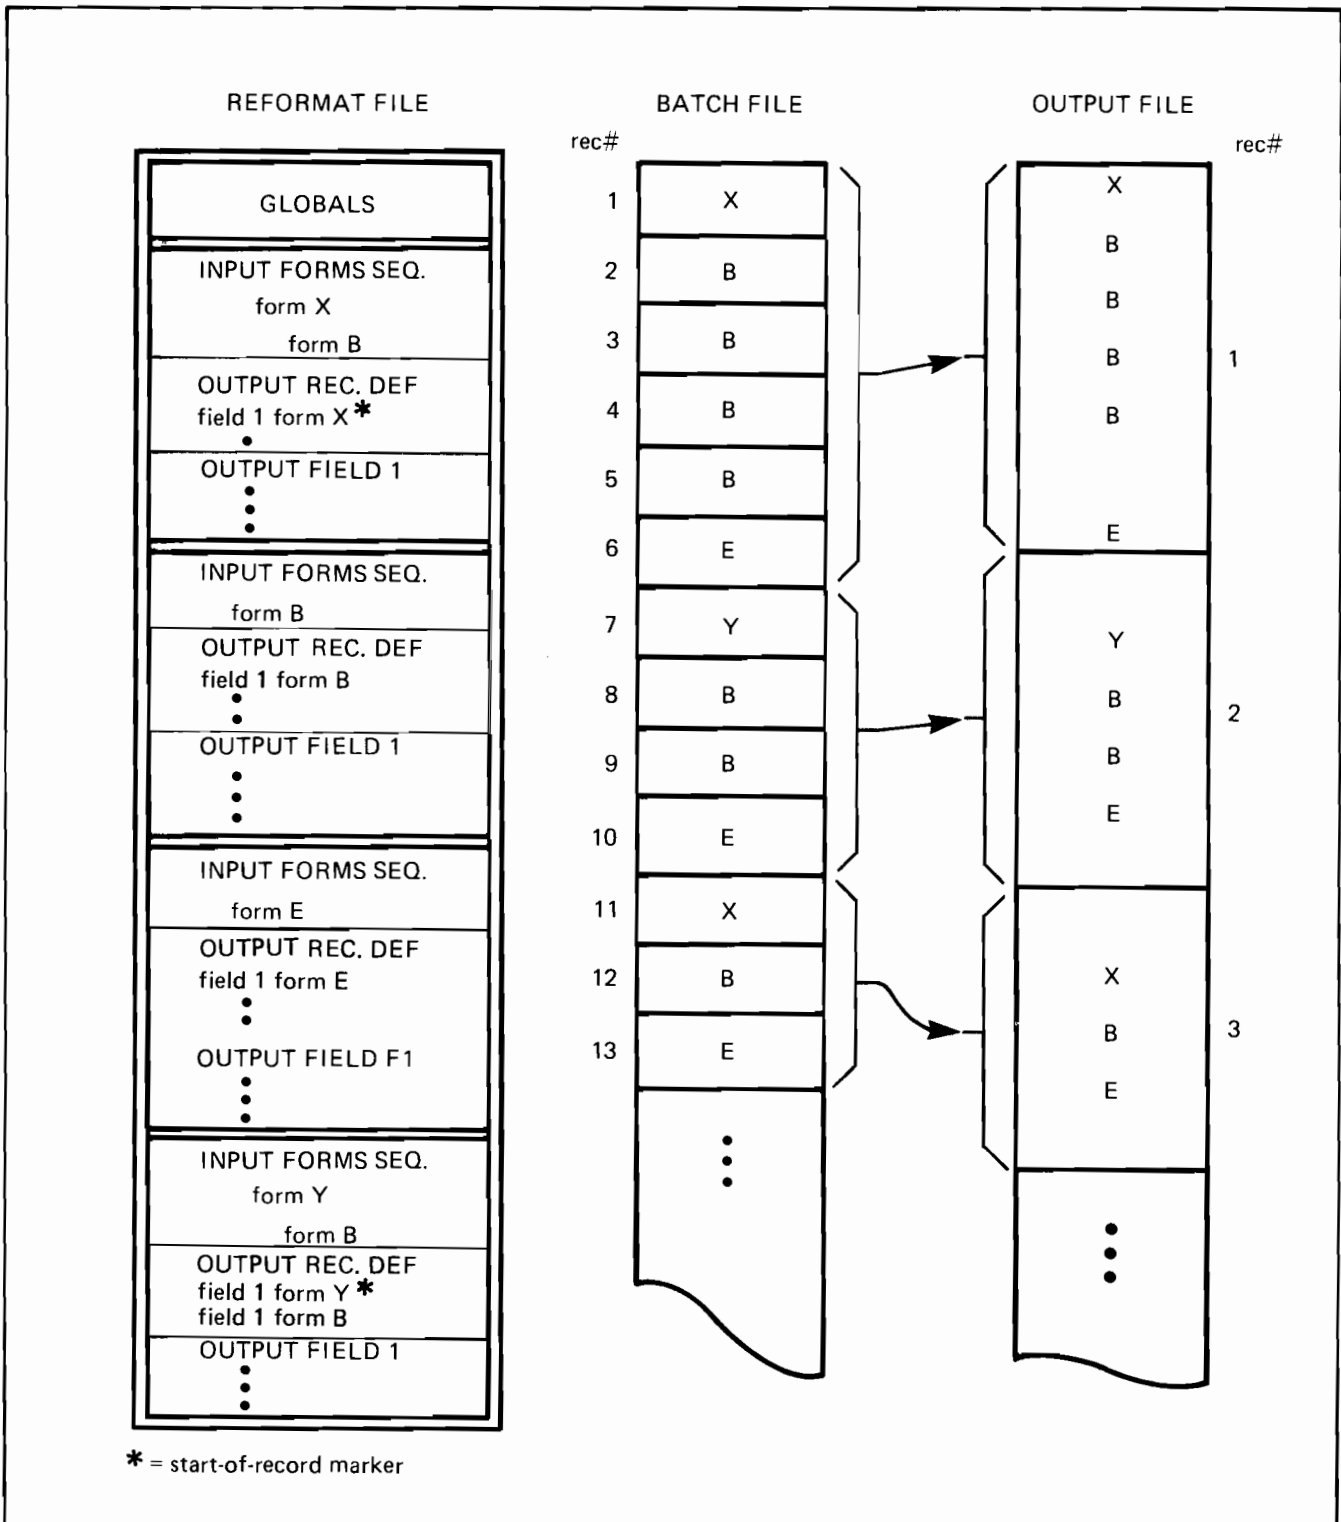 REFORMAT FILE
GLOBALS
INPUT FORMS SEQ.
form X
form B
OUTPUT REC. DEF
field 1 form X *
OUTPUT FIELD 1
INPUT FORMS SEQ.
form B
OUTPUT REC. DEF
field 1 form B
OUTPUT FIELD 1
INPUT FORMS SEQ.
form E
OUTPUT REC. DEF
field 1 form E
OUTPUT FIELD F1
INPUT FORMS SEQ.
form Y
form B
OUTPUT REC. DEF
field 1 form Y *
field 1 form B
OUTPUT FIELD 1
* = start-of-record marker
BATCH FILE
rec#
1 X
2 B
3 B
4 B
5 B
6 E
7 Y
8 B
9 B
10 E
11 X
12 B
13 E
OUTPUT FILE
rec#
X
B
B
B 1
B
E
Y
B 2
B
E
X
B 3
E